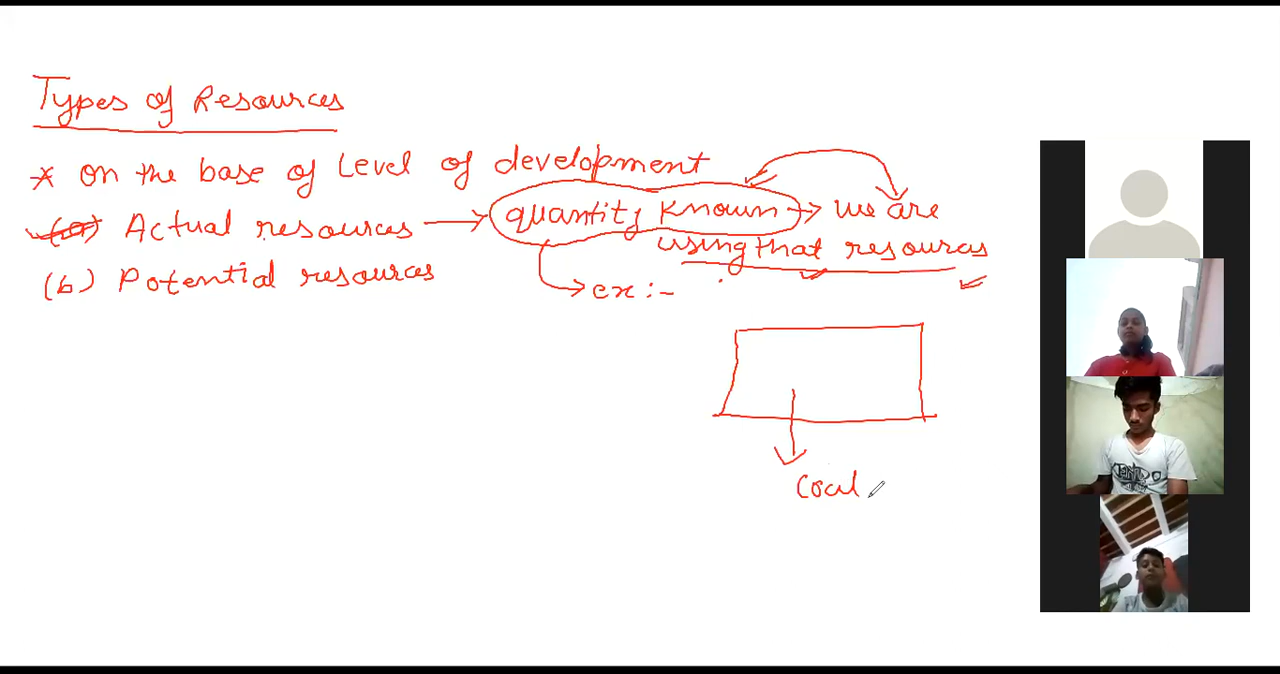 Types of Resources
* on the base of Level of development
(a) Actual resources → quantity known → we are
using that resources
(b) Potential resources
→ ex :-
Coal